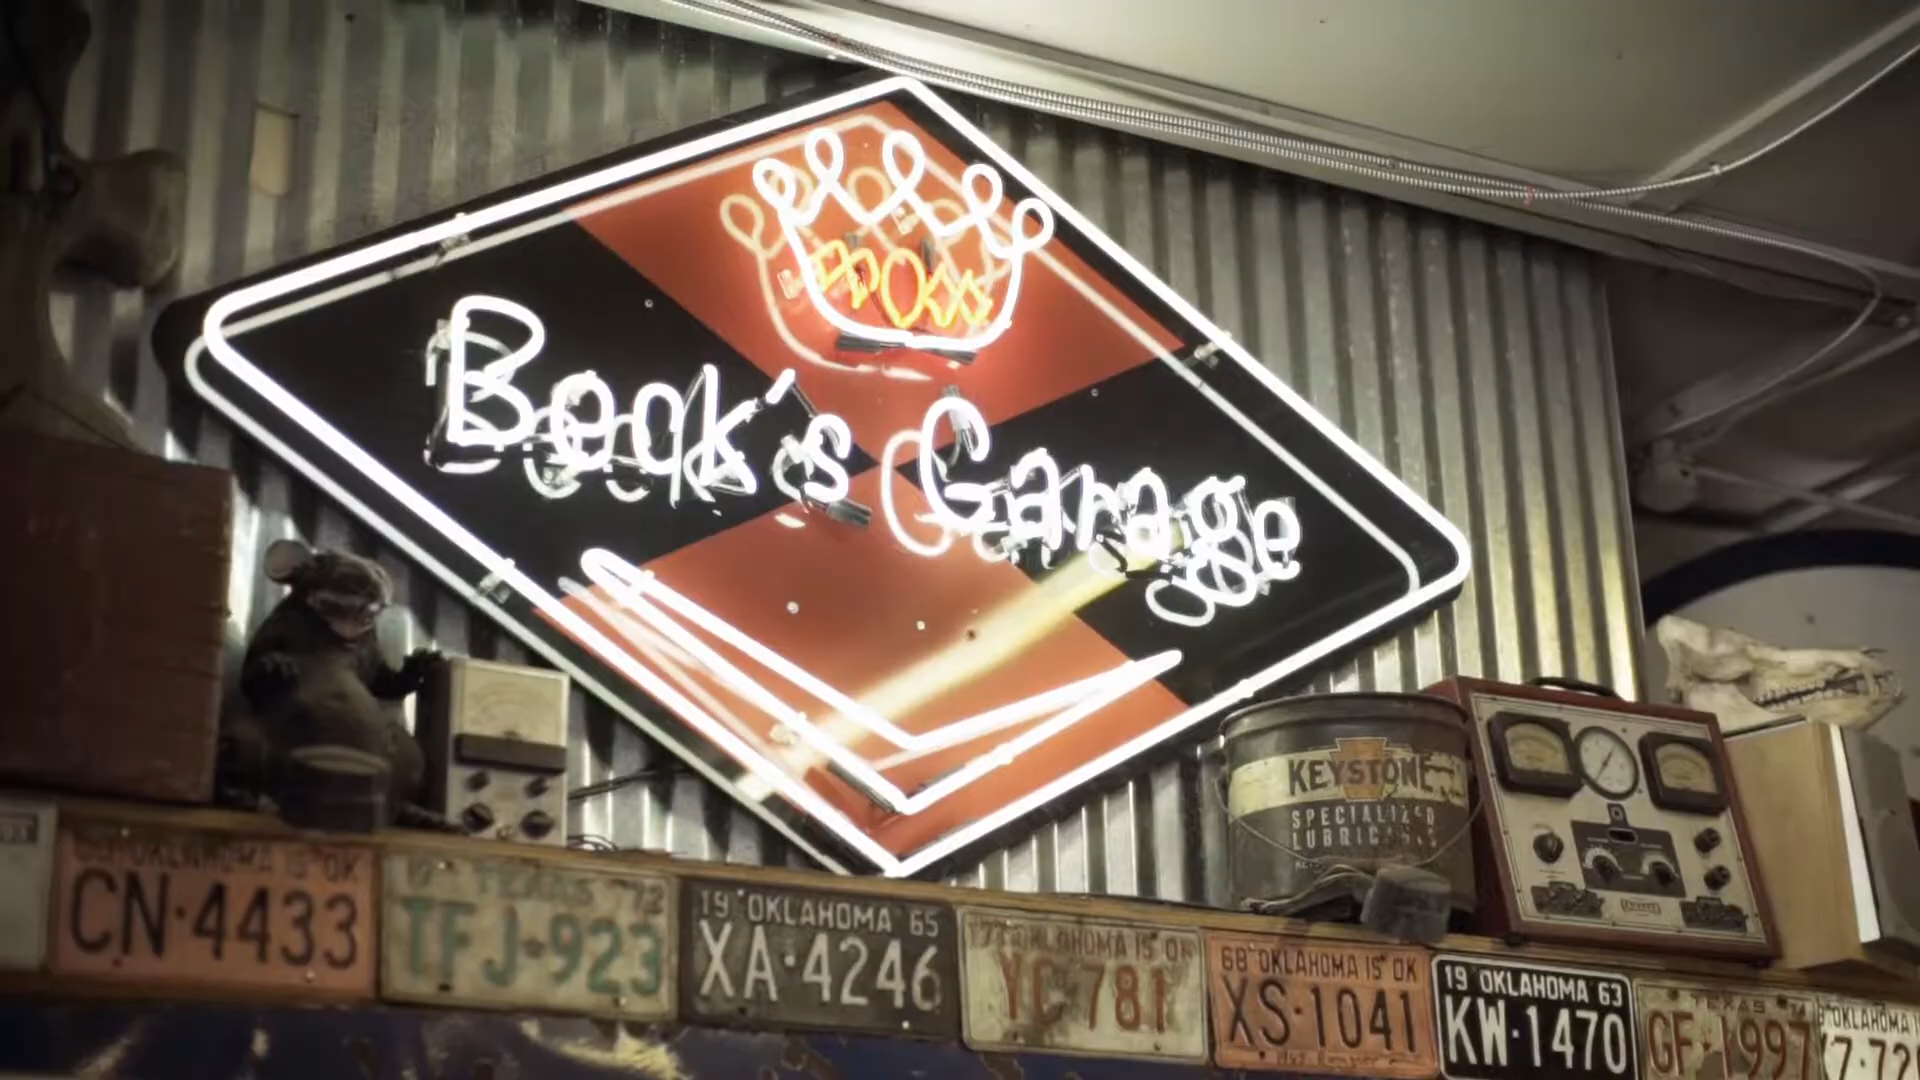 Beck's Garage
KEYSTONE
SPECIALIZED
LUBRICANTS
OKLAHOMA IS OK
CN·4433
TEXAS 72
TFJ·923
19 OKLAHOMA 65
XA·4246
OKLAHOMA IS OK
YC 781
68 OKLAHOMA IS OK
XS·1041
19 OKLAHOMA 63
KW·1470
TEXAS
GF·1997
OKLAHOMA